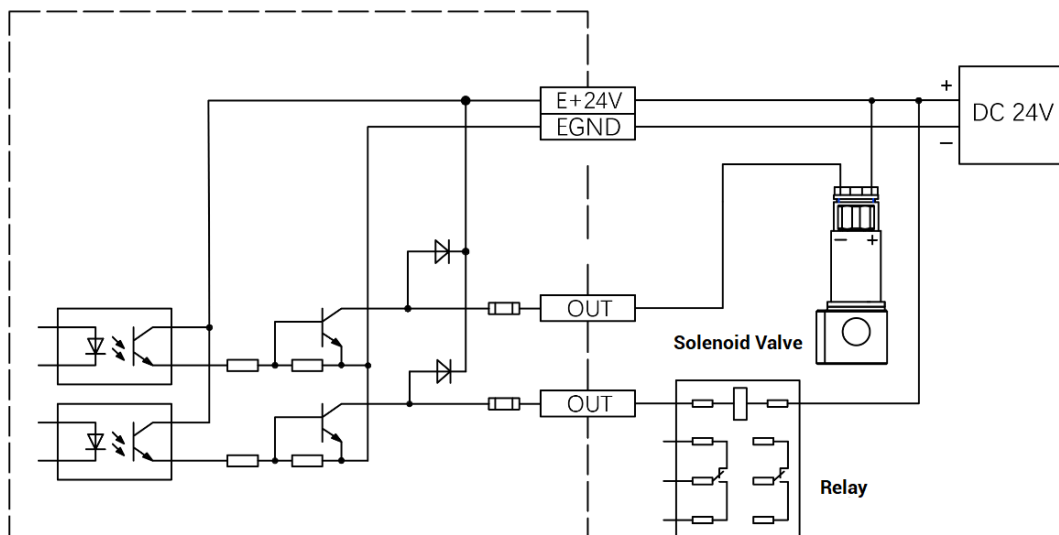 E+24V
EGND
+
DC 24V
−
− +
OUT
Solenoid Valve
OUT
Relay